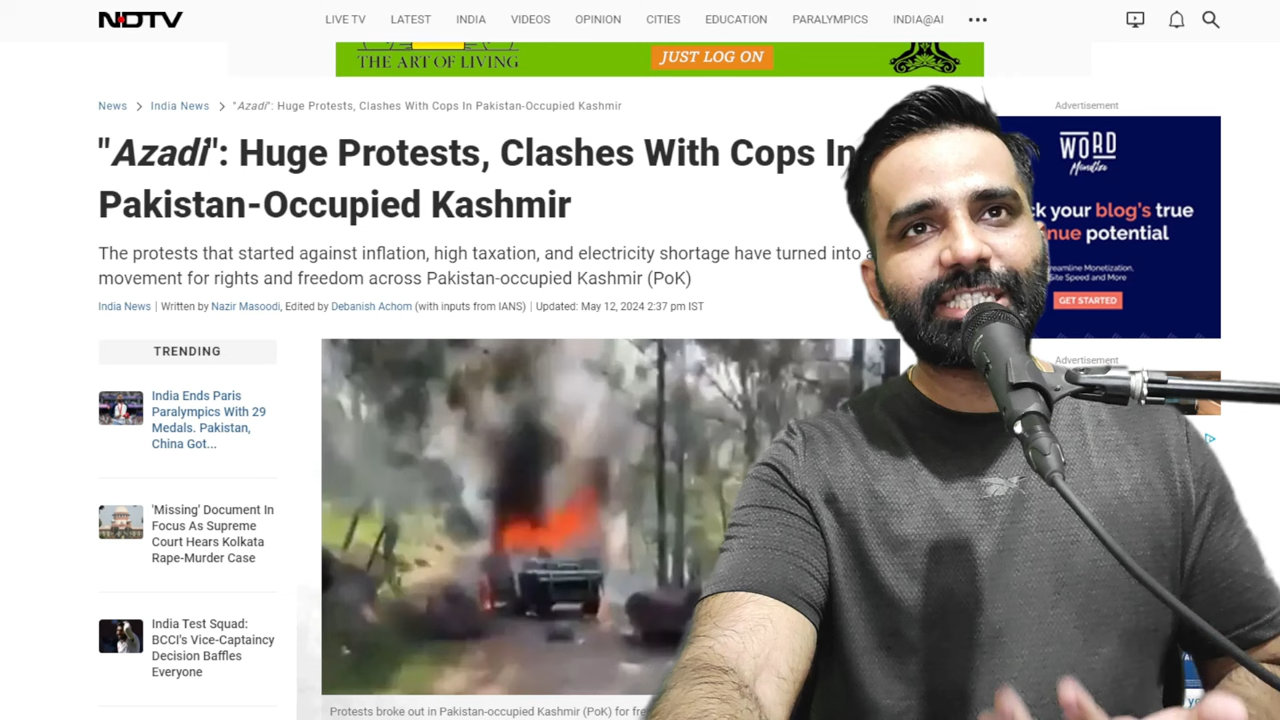 NDTV
LIVE TV LATEST INDIA VIDEOS OPINION CITIES EDUCATION PARALYMPICS INDIA@AI
THE ART OF LIVING
JUST LOG ON
News > India News > "Azadi": Huge Protests, Clashes With Cops In Pakistan-Occupied Kashmir
"Azadi": Huge Protests, Clashes With Cops In
Pakistan-Occupied Kashmir
The protests that started against inflation, high taxation, and electricity shortage have turned into a
movement for rights and freedom across Pakistan-occupied Kashmir (PoK)
India News | Written by Nazir Masoodi, Edited by Debanish Achom (with inputs from IANS) | Updated: May 12, 2024 2:37 pm IST
TRENDING
India Ends Paris
Paralympics With 29
Medals. Pakistan,
China Got...
'Missing' Document In
Focus As Supreme
Court Hears Kolkata
Rape-Murder Case
India Test Squad:
BCCI's Vice-Captaincy
Decision Baffles
Everyone
Protests broke out in Pakistan-occupied Kashmir (PoK) for
Advertisement
WORD
your blog's true
potential
Monetization,
Site Speed and More
GET STARTED
Advertisement